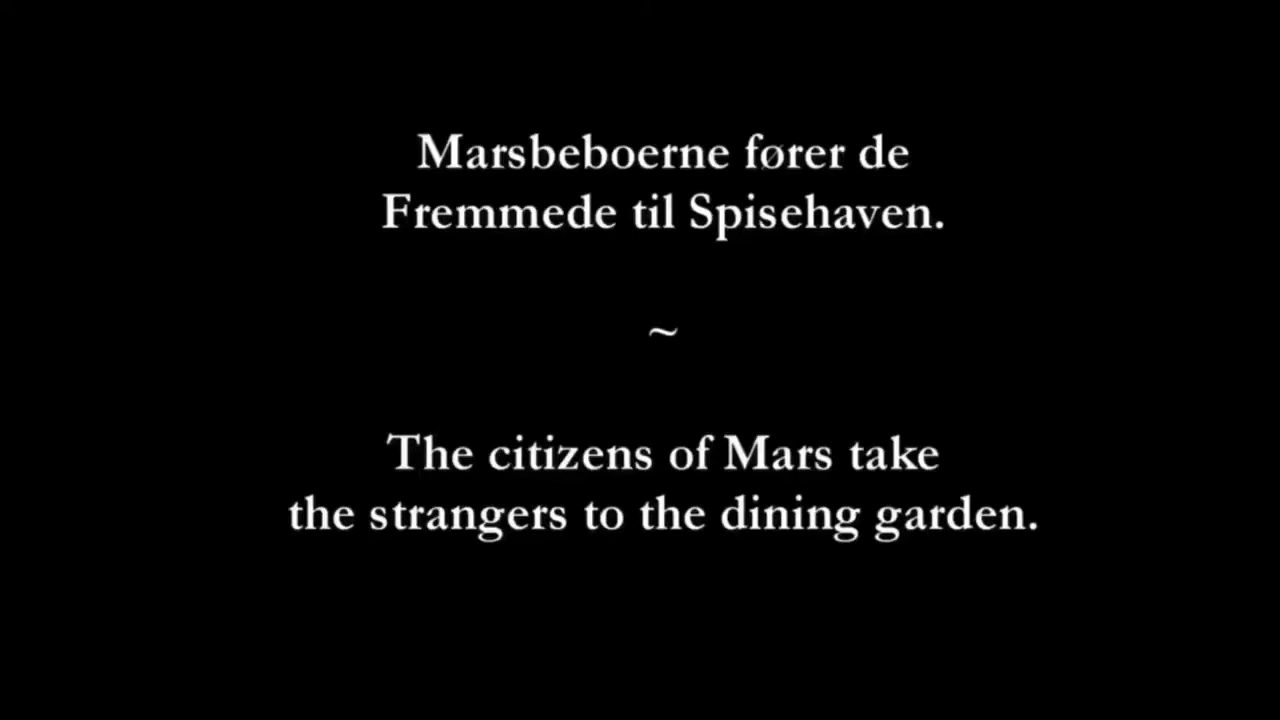 Marsbeboerne fører de
Fremmede til Spisehaven.
~
The citizens of Mars take
the strangers to the dining garden.